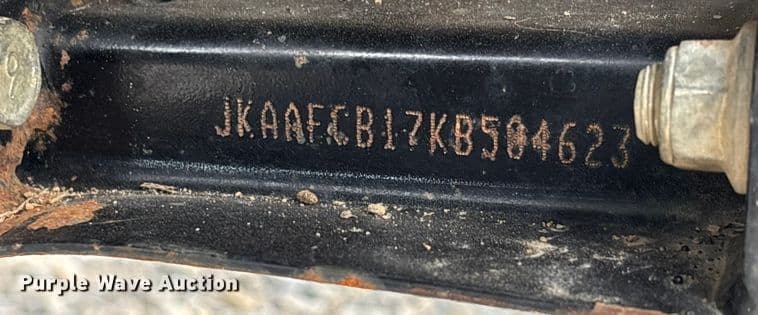 JKAAFCB17KB504623
Purple Wave Auction